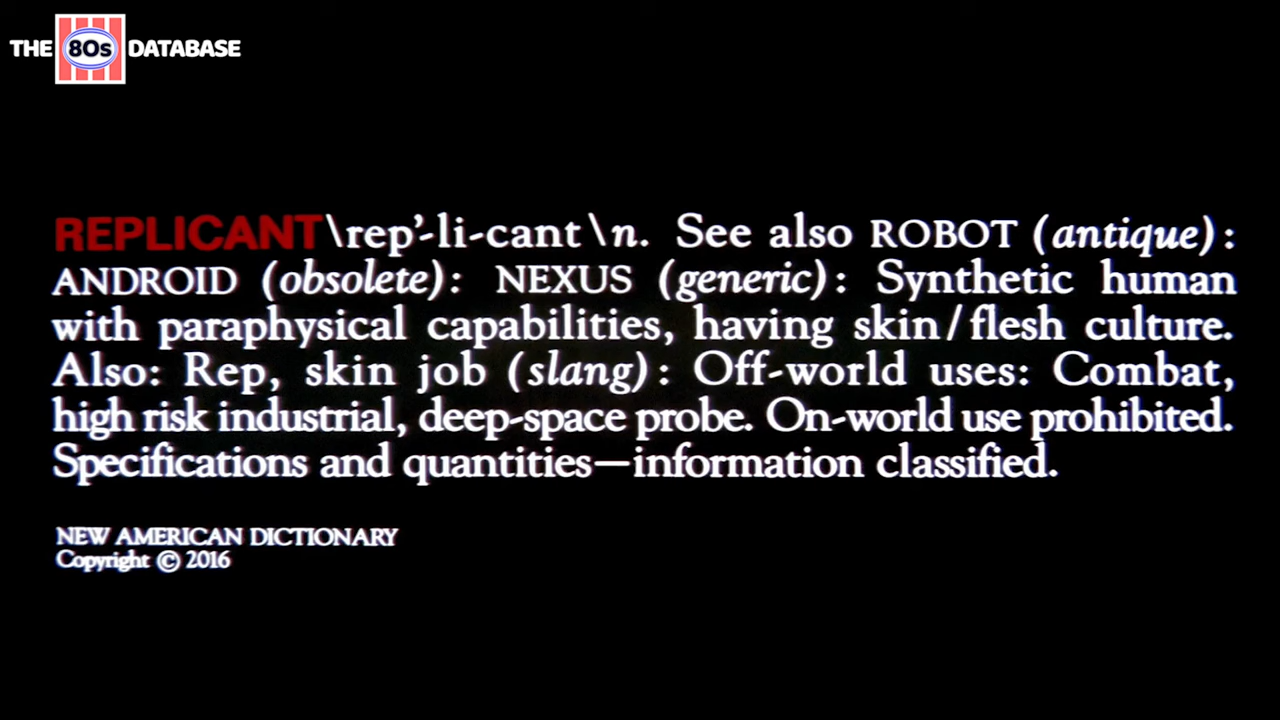 THE 80s DATABASE
REPLICANT\rep’-li-cant\n. See also ROBOT (antique):
ANDROID (obsolete): NEXUS (generic): Synthetic human
with paraphysical capabilities, having skin/flesh culture.
Also: Rep, skin job (slang): Off-world uses: Combat,
high risk industrial, deep-space probe. On-world use prohibited.
Specifications and quantities—information classified.
NEW AMERICAN DICTIONARY
Copyright © 2016